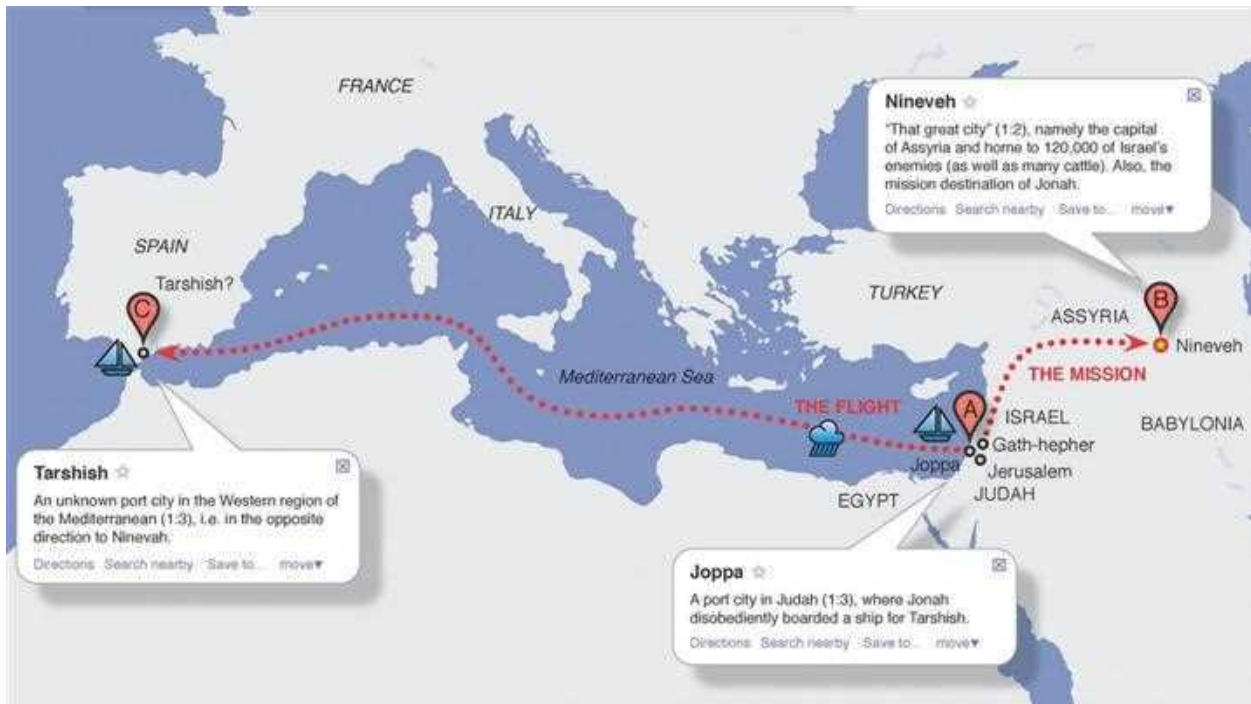 FRANCE
Nineveh
"That great city" (1:2), namely the capital
of Assyria and home to 120,000 of Israel's
enemies (as well as many cattle). Also, the
mission destination of Jonah.
Directions Search nearby Save to... move▼
ITALY
SPAIN
Tarshish?
C
TURKEY
B
ASSYRIA
Nineveh
THE MISSION
Mediterranean Sea
THE FLIGHT
A
ISRAEL
BABYLONIA
Gath-hepher
Joppa
Jerusalem
JUDAH
EGYPT
Tarshish
An unknown port city in the Western region of
the Mediterranean (1:3), i.e. in the opposite
direction to Ninevah.
Directions Search nearby Save to... move▼
Joppa
A port city in Judah (1:3), where Jonah
disobediently boarded a ship for Tarshish.
Directions Search nearby Save to... move▼